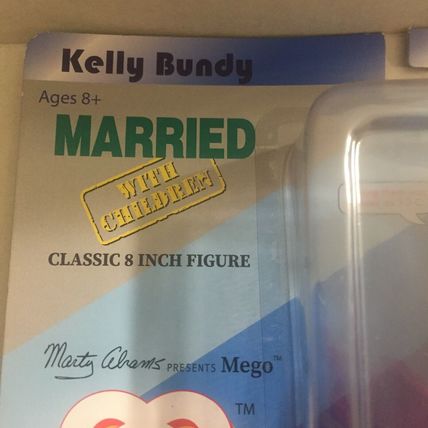 Kelly Bundy
Ages 8+
MARRIED
WITH
CHILDREN
CLASSIC 8 INCH FIGURE
Marty Abrams PRESENTS Mego™
TM